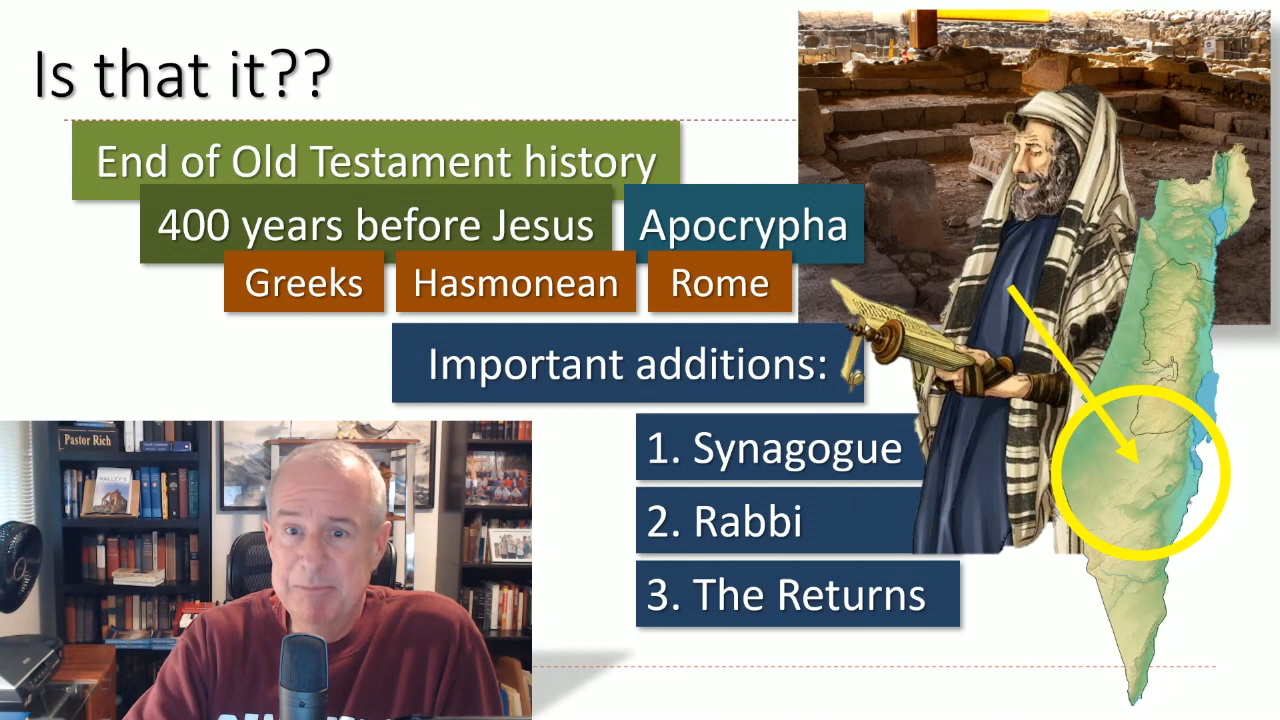 Is that it??
End of Old Testament history
400 years before Jesus
Apocrypha
Greeks
Hasmonean
Rome
Important additions:
1. Synagogue
2. Rabbi
3. The Returns
Pastor Rich
HALLEY'S